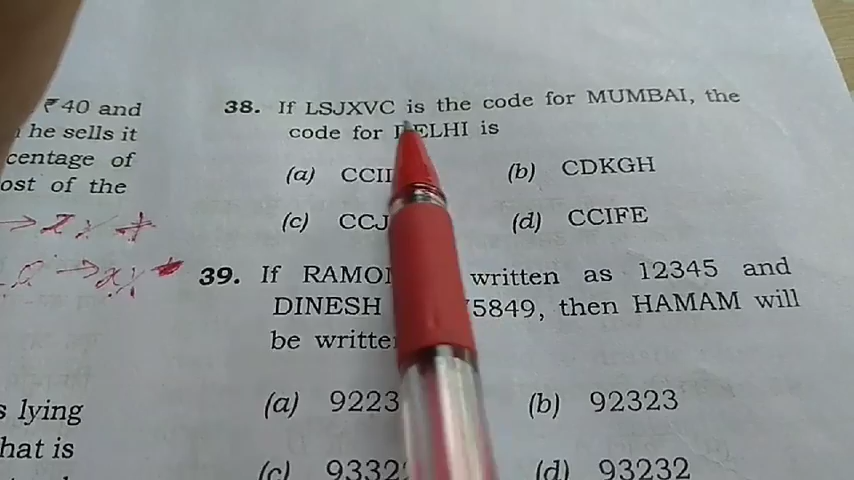 ₹40 and
he sells it
centage of
ost of the
38. If LSJXVC is the code for MUMBAI, the
code for DELHI is
(a) CCII
(b) CDKGH
(c) CCJ
(d) CCIFE
39. If RAMO written as 12345 and
DINESH 5849, then HAMAM will
be writte
(a) 9223
(b) 92323
(c) 9332
(d) 93232
s lying
hat is